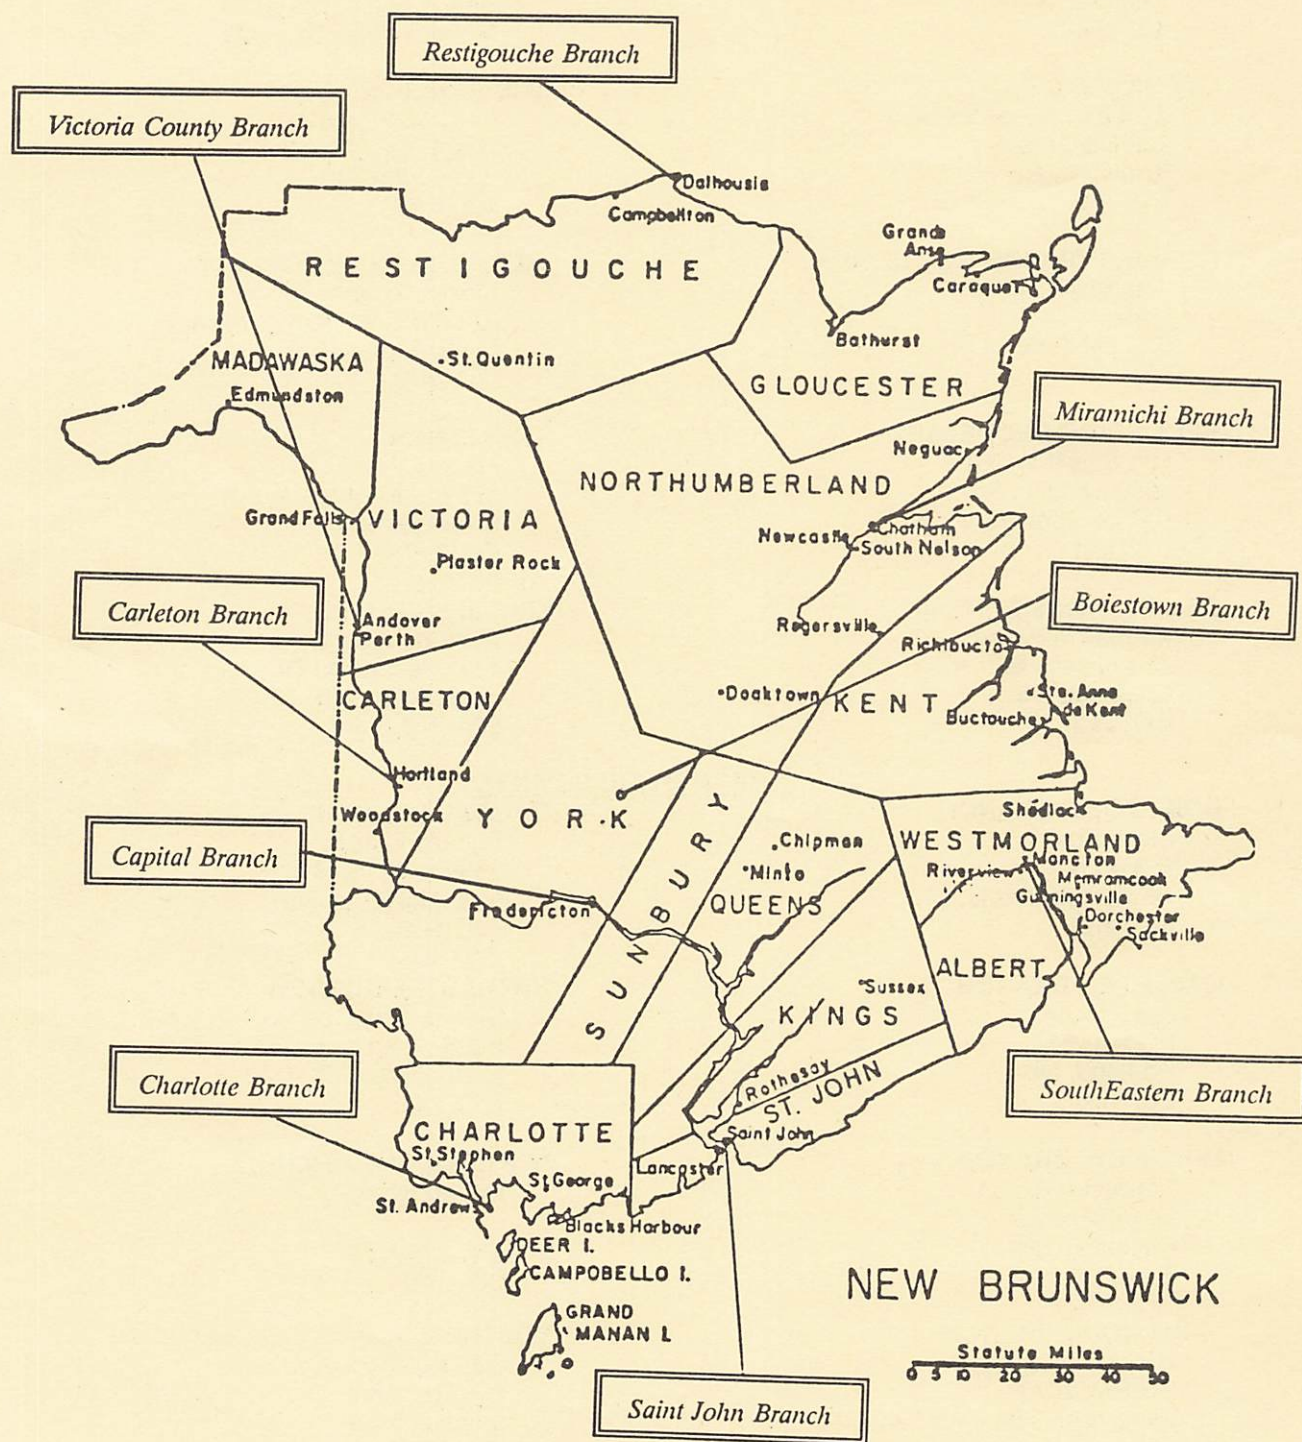 Restigouche Branch
Victoria County Branch
Dalhousie
Campbellton
RESTIGOUCHE
Grande
Anse
Caraquet
Bathurst
MADAWASKA
St. Quentin
Edmundston
GLOUCESTER
Miramichi Branch
Neguac
NORTHUMBERLAND
Grand Falls
VICTORIA
Chatham
Newcastle
South Nelson
Plaster Rock
Carleton Branch
Boiestown Branch
Andover
Perth
Rogersville
Richibucto
CARLETON
Doaktown
KENT
Ste. Anne
de Kent
Buctouche
Hartland
Woodstock
YORK
Shediac
SUNBURY
Chipman
WESTMORLAND
Capital Branch
Minto
Moncton
Riverview
Memramcook
Gunningsville
QUEENS
Fredericton
Dorchester
Sackville
ALBERT
Sussex
KINGS
Charlotte Branch
Rothesay
ST. JOHN
SouthEastern Branch
CHARLOTTE
Saint John
St. Stephen
Lancaster
St. George
St. Andrews
Blacks Harbour
DEER I.
CAMPOBELLO I.
NEW BRUNSWICK
GRAND
MANAN I.
Statute Miles
0 5 10 20 30 40 50
Saint John Branch